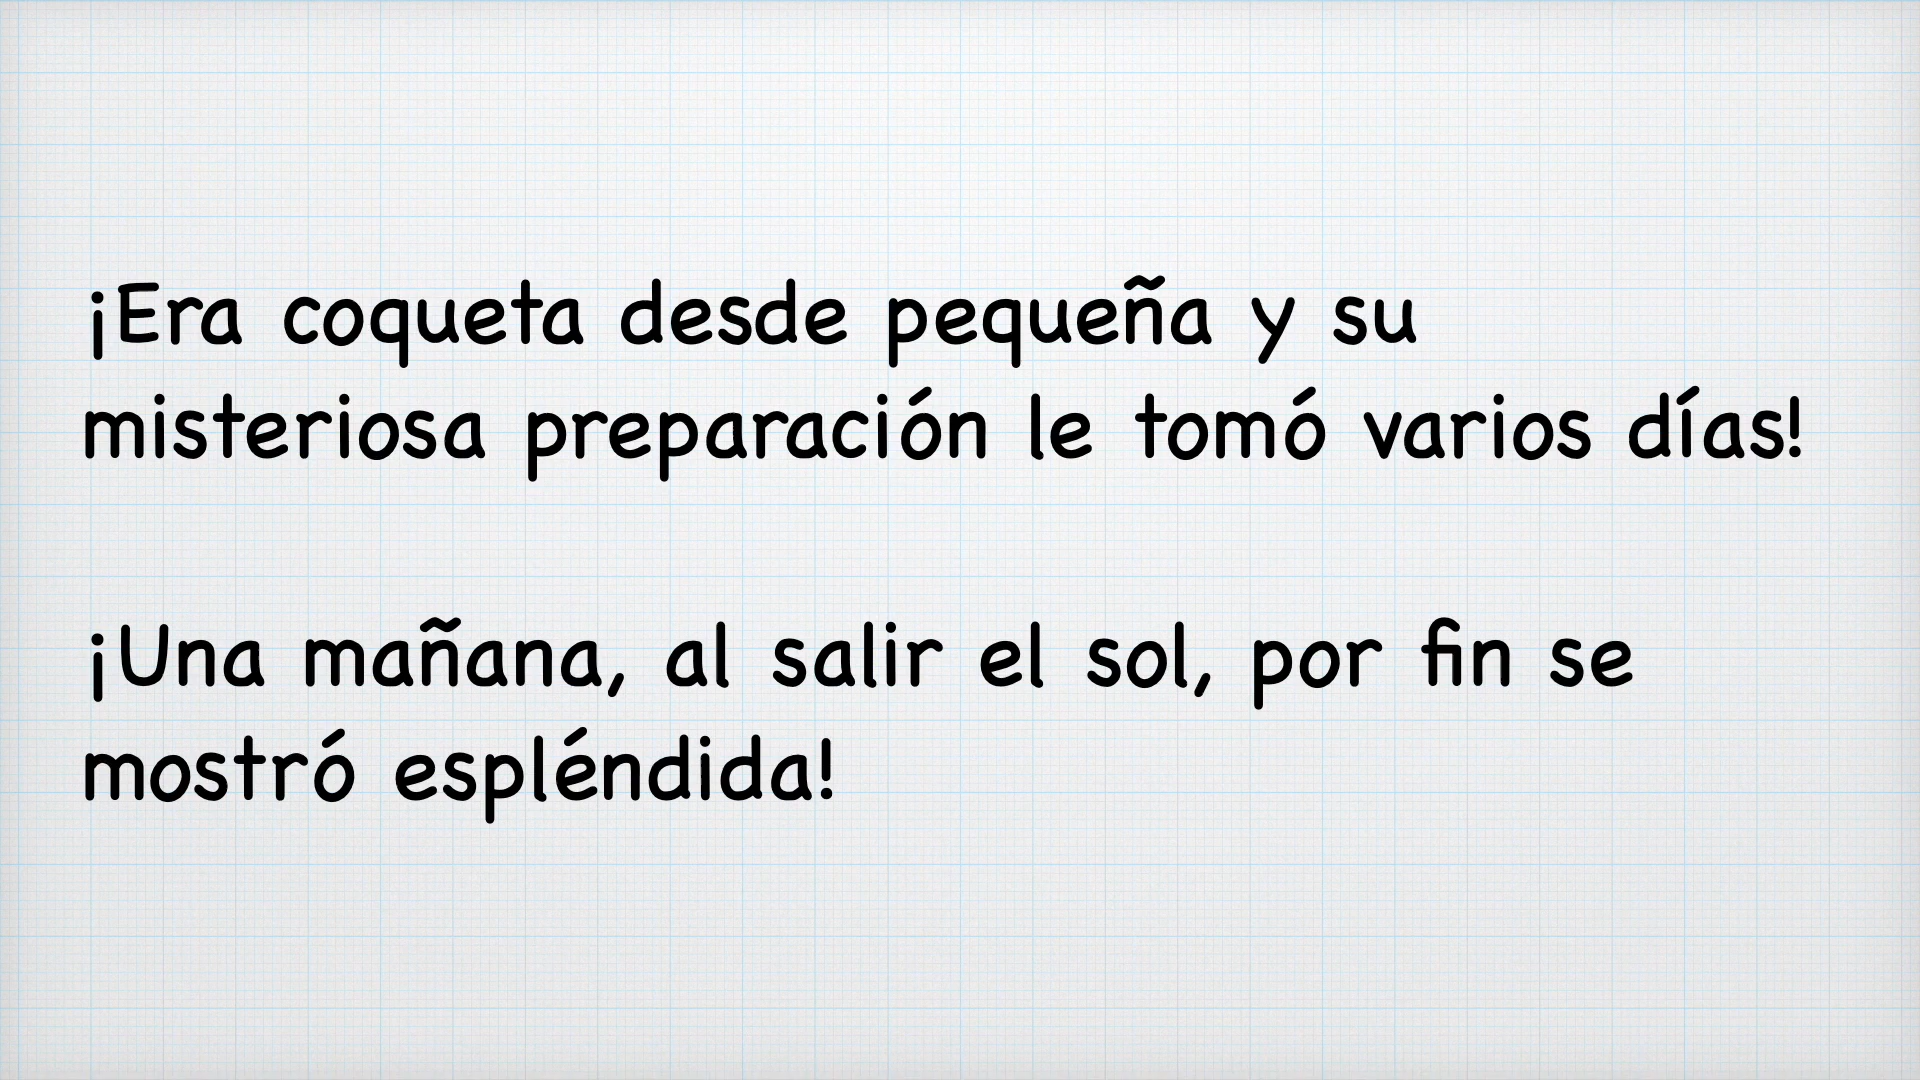 ¡Era coqueta desde pequeña y su
misteriosa preparación le tomó varios días!
¡Una mañana, al salir el sol, por fin se
mostró espléndida!